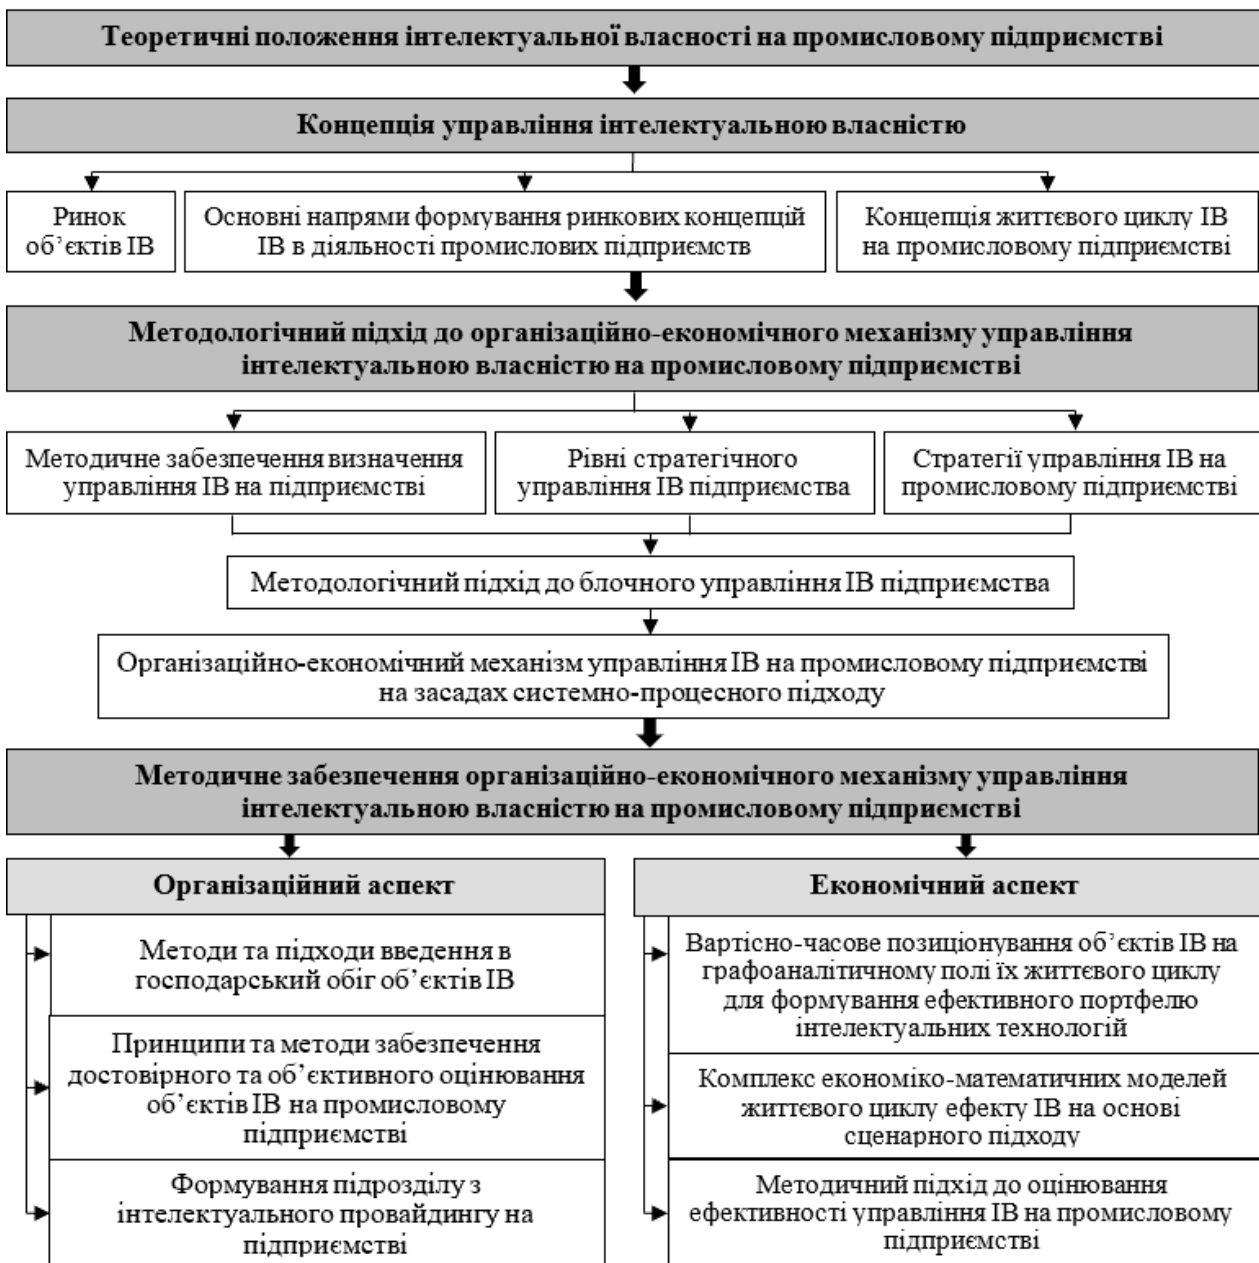 Теоретичні положення інтелектуальної власності на промисловому підприємстві
Концепція управління інтелектуальною власністю
Ринок
об’єктів ІВ
Основні напрями формування ринкових концепцій
ІВ в діяльності промислових підприємств
Концепція життєвого циклу ІВ
на промисловому підприємстві
Методологічний підхід до організаційно-економічного механізму управління
інтелектуальною власністю на промисловому підприємстві
Методичне забезпечення визначення
управління ІВ на підприємстві
Рівні стратегічного
управління ІВ підприємства
Стратегії управління ІВ на
промисловому підприємстві
Методологічний підхід до блочного управління ІВ підприємства
Організаційно-економічний механізм управління ІВ на промисловому підприємстві
на засадах системно-процесного підходу
Методичне забезпечення організаційно-економічного механізму управління
інтелектуальною власністю на промисловому підприємстві
Організаційний аспект
Методи та підходи введення в
господарський обіг об’єктів ІВ
Принципи та методи забезпечення
достовірного та об’єктивного оцінювання
об’єктів ІВ на промисловому
підприємстві
Формування підрозділу з
інтелектуального провайдингу на
підприємстві
Економічний аспект
Вартісно-часове позиціонування об’єктів ІВ на
графоаналітичному полі їх життєвого циклу
для формування ефективного портфелю
інтелектуальних технологій
Комплекс економіко-математичних моделей
життєвого циклу ефекту ІВ на основі
сценарного підходу
Методичний підхід до оцінювання
ефективності управління ІВ на промисловому
підприємстві